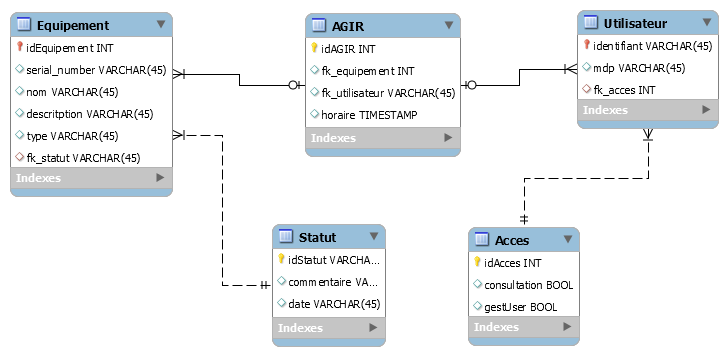 Equipement
idEquipement INT
serial_number VARCHAR(45)
nom VARCHAR(45)
descritption VARCHAR(45)
type VARCHAR(45)
fk_statut VARCHAR(45)
Indexes
AGIR
idAGIR INT
fk_equipement INT
fk_utilisateur VARCHAR(45)
horaire TIMESTAMP
Indexes
Utilisateur
identifiant VARCHAR(45)
mdp VARCHAR(45)
fk_acces INT
Indexes
Statut
idStatut VARCHA...
commentaire VA...
date VARCHAR(45)
Indexes
Acces
idAcces INT
consultation BOOL
gestUser BOOL
Indexes